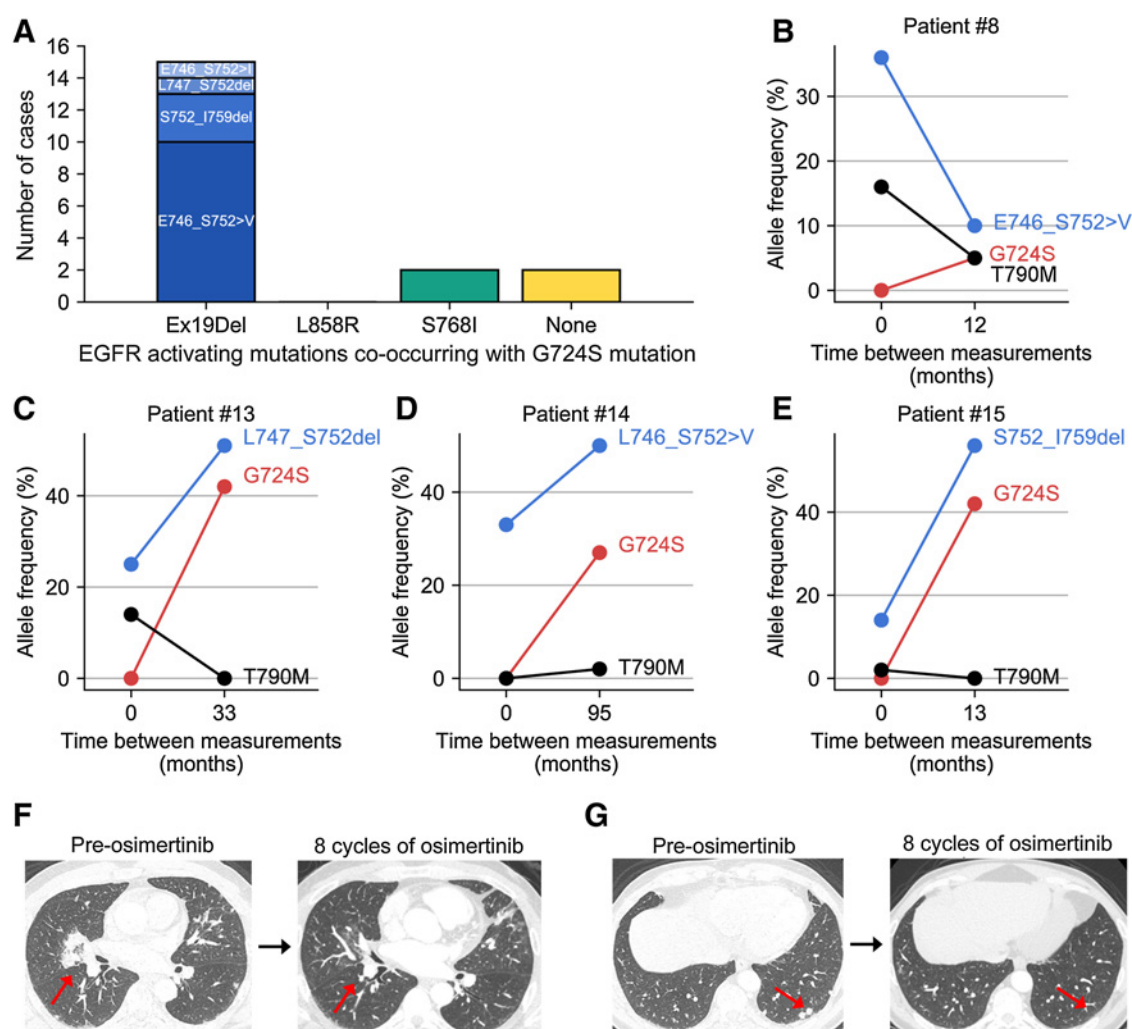 A
16
14
12
10
8
6
4
2
0
Number of cases
E746_S752>I
L747_S752del
S752_I759del
E746_S752>V
Ex19Del
L858R
S768I
None
EGFR activating mutations co-occurring with G724S mutation
B
Patient #8
Allele frequency (%)
30
20
10
0
E746_S752>V
G724S
T790M
0
12
Time between measurements
(months)
C
Patient #13
Allele frequency (%)
40
20
0
L747_S752del
G724S
T790M
0
33
Time between measurements
(months)
D
Patient #14
Allele frequency (%)
40
20
0
L746_S752>V
G724S
T790M
0
95
Time between measurements
(months)
E
Patient #15
Allele frequency (%)
40
20
0
S752_I759del
G724S
T790M
0
13
Time between measurements
(months)
F
Pre-osimertinib
8 cycles of osimertinib
G
Pre-osimertinib
8 cycles of osimertinib